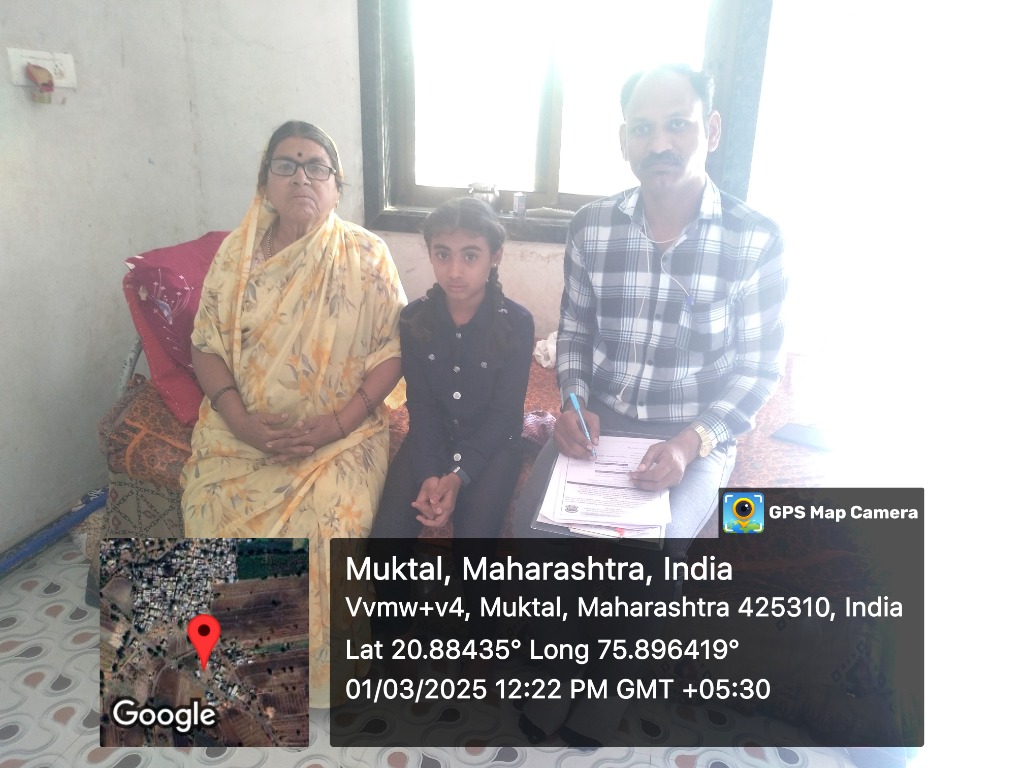 GPS Map Camera
Muktal, Maharashtra, India
Vvmw+v4, Muktal, Maharashtra 425310, India
Lat 20.88435° Long 75.896419°
01/03/2025 12:22 PM GMT +05:30
Google